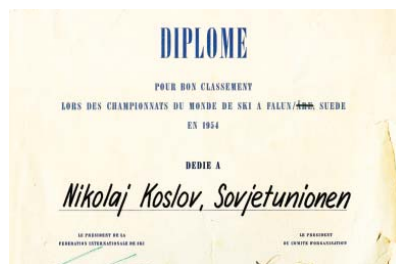 DIPLOME
POUR BON CLASSEMENT
LORS DES CHAMPIONNATS DU MONDE DE SKI A FALUN/ÅRE, SUEDE
EN 1954
DEDIE A
Nikolaj Koslov, Sovjetunionen
LE PRESIDENT DE LA
FEDERATION INTERNATIONALE DE SKI
LE PRESIDENT
DU COMITE D'ORGANISATION